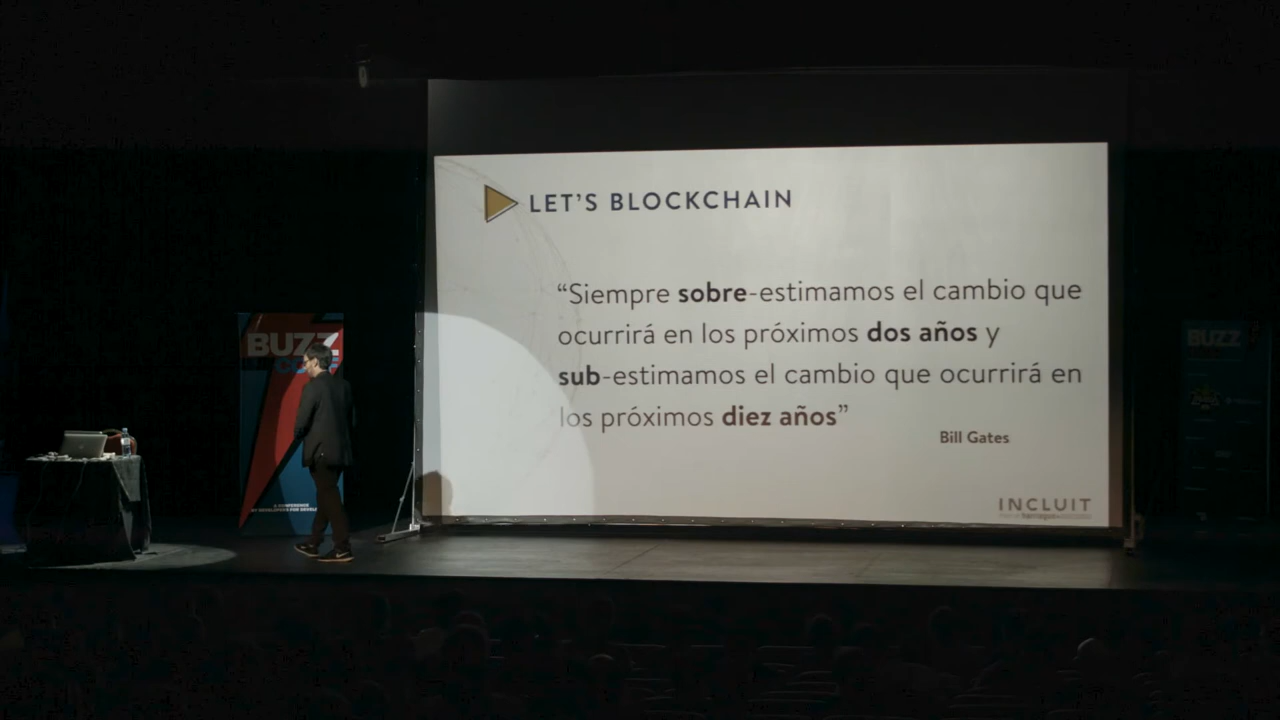 LET'S BLOCKCHAIN
“Siempre sobre-estimamos el cambio que
ocurrirá en los próximos dos años y
sub-estimamos el cambio que ocurrirá en
los próximos diez años”
Bill Gates
INCLUIT
BUZZ
A CONFERENCE
BUZZ